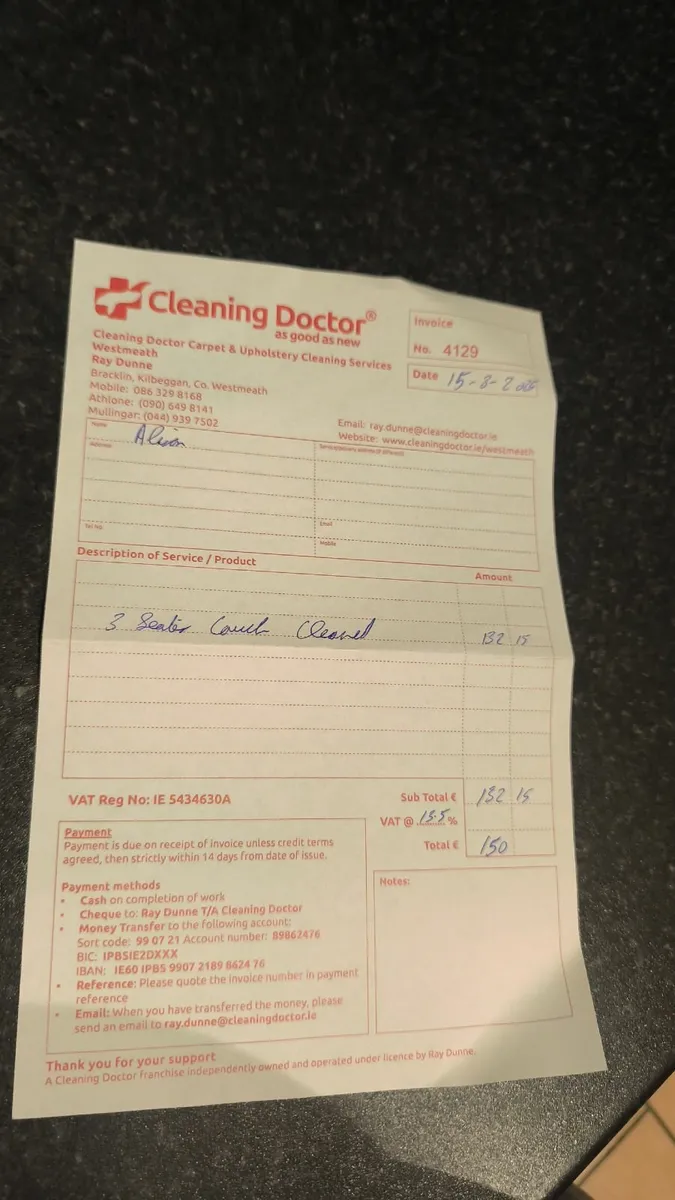 Cleaning Doctor®
as good as new
Cleaning Doctor Carpet & Upholstery Cleaning Services
Westmeath
Ray Dunne
Bracklin, Kilbeggan, Co. Westmeath
Mobile: 086 329 8168
Athlone: (090) 649 8141
Mullingar: (044) 939 7502
Invoice
No. 4129
Date 15-8-2025
Email: ray.dunne@cleaningdoctor.ie
Website: www.cleaningdoctor.ie/westmeath
Name Alison
Address
Email
Tel No
Mobile
Description of Service / Product Amount
3 Seater Couch Cleaned 132 15
VAT Reg No: IE 5434630A
Sub Total € 132 15
VAT @ 13.5 %
Total € 150
Payment
Payment is due on receipt of invoice unless credit terms
agreed, then strictly within 14 days from date of issue.
Payment methods
• Cash on completion of work
• Cheque to: Ray Dunne T/A Cleaning Doctor
• Money Transfer to the following account:
Sort code: 99 07 21 Account number: 89862476
BIC: IPBSIE2DXXX
IBAN: IE60 IPBS 9907 2189 8624 76
• Reference: Please quote the invoice number in payment
reference
• Email: When you have transferred the money, please
send an email to ray.dunne@cleaningdoctor.ie
Notes:
Thank you for your support
A Cleaning Doctor franchise independently owned and operated under licence by Ray Dunne.